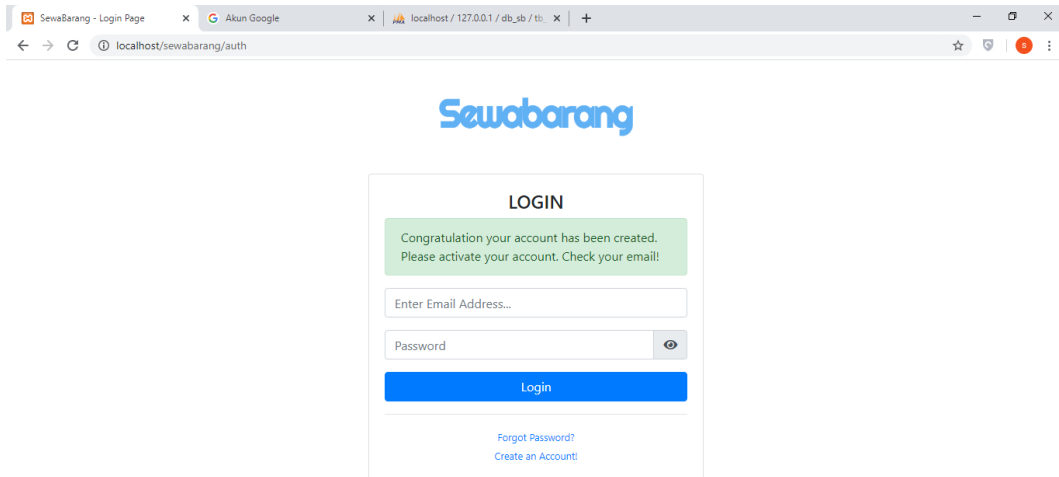 SewaBarang - Login Page
Akun Google
localhost / 127.0.0.1 / db_sb / tb_
localhost/sewabarang/auth
s
Sewabarang
LOGIN
Congratulation your account has been created.
Please activate your account. Check your email!
Enter Email Address...
Password
Login
Forgot Password?
Create an Account!